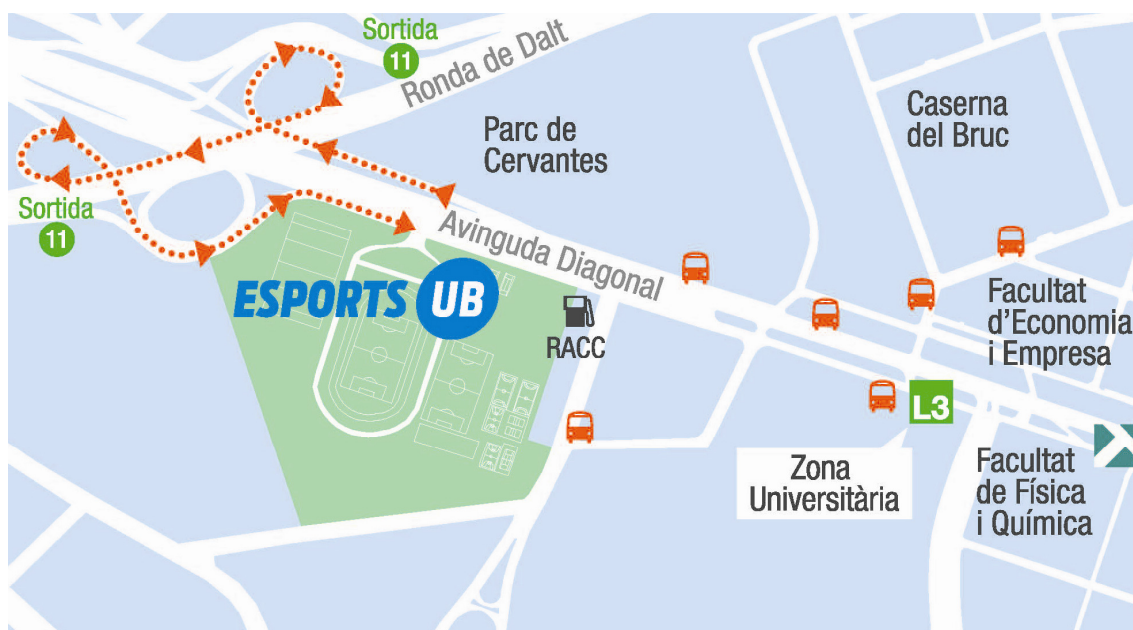 Sortida
11
Ronda de Dalt
Sortida
11
Parc de
Cervantes
Caserna
del Bruc
Avinguda Diagonal
ESPORTS UB
RACC
Facultat
d'Economia
i Empresa
L3
Zona
Universitària
Facultat
de Física
i Química